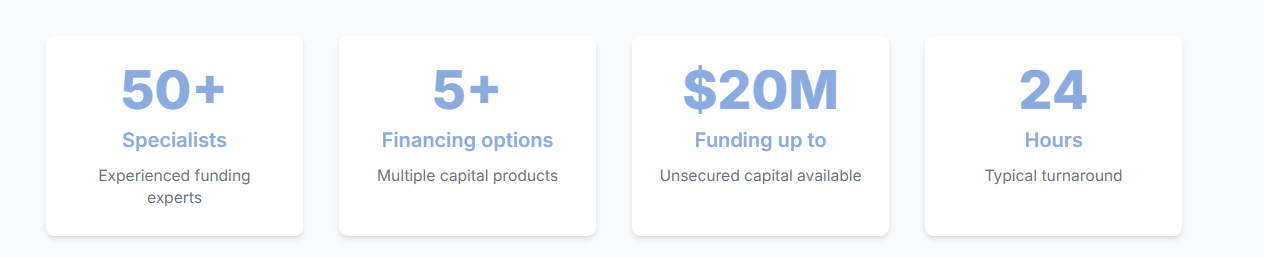 50+
Specialists
Experienced funding
experts
5+
Financing options
Multiple capital products
$20M
Funding up to
Unsecured capital available
24
Hours
Typical turnaround